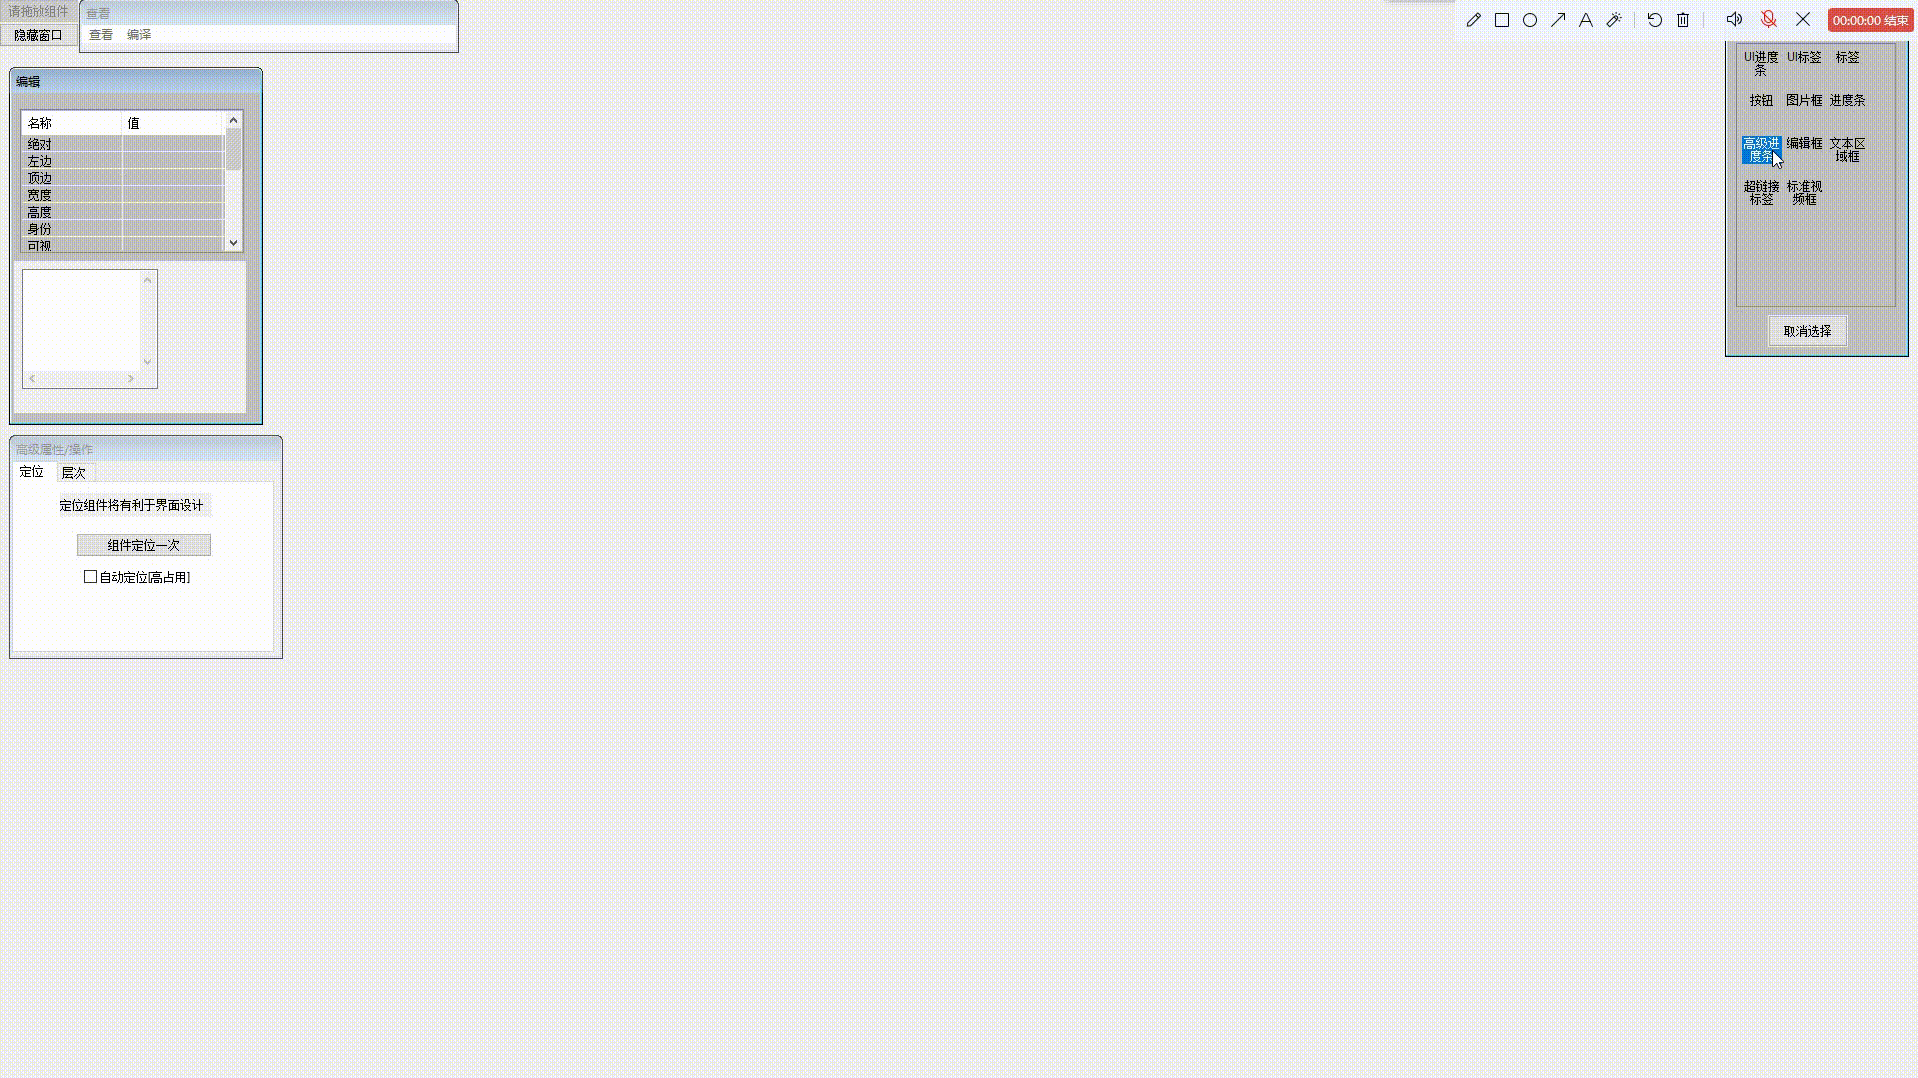 请拖放组件
隐藏窗口
查看
查看 编译
00:00:00 结束
编辑
名称 值
绝对
左边
顶边
宽度
高度
身份
可视
高级属性/操作
定位 层次
定位组件将有利于界面设计
组件定位一次
自动定位[高占用]
UI进度
条
UI标签
标签
按钮
图片框
进度条
高级进
度条
编辑框
文本区
域框
超链接
标签
标准视
频框
取消选择